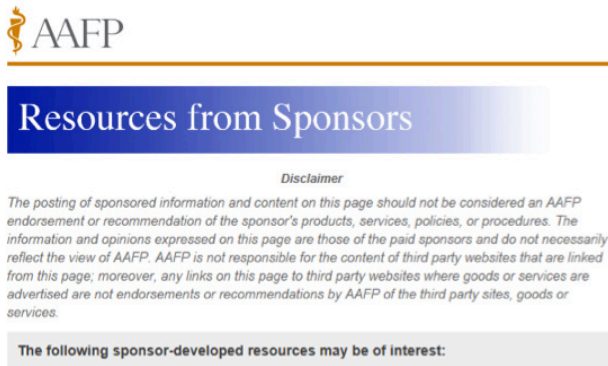 AAFP
Resources from Sponsors
Disclaimer
The posting of sponsored information and content on this page should not be considered an AAFP
endorsement or recommendation of the sponsor's products, services, policies, or procedures. The
information and opinions expressed on this page are those of the paid sponsors and do not necessarily
reflect the view of AAFP. AAFP is not responsible for the content of third party websites that are linked
from this page; moreover, any links on this page to third party websites where goods or services are
advertised are not endorsements or recommendations by AAFP of the third party sites, goods or
services.
The following sponsor-developed resources may be of interest: